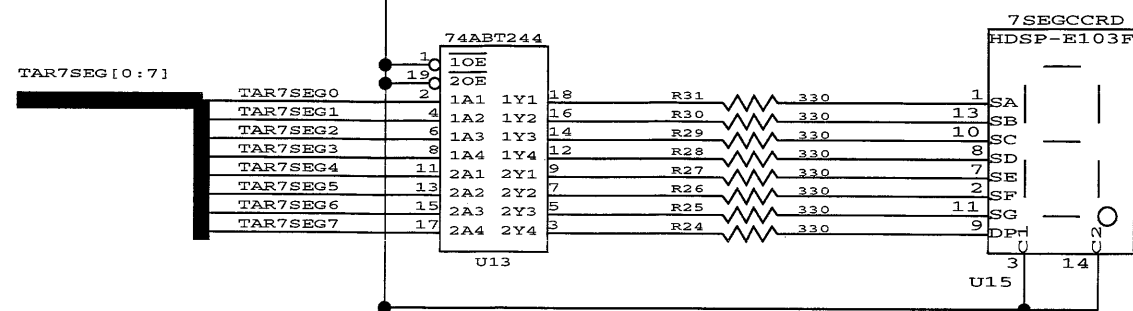 7SEGCCRD
HDSP-E103F
74ABT244
TAR7SEG[0:7]
1 1OE
19 2OE
TAR7SEG0 2 1A1 1Y1 18 R31 330 1 SA
TAR7SEG1 4 1A2 1Y2 16 R30 330 13 SB
TAR7SEG2 6 1A3 1Y3 14 R29 330 10 SC
TAR7SEG3 8 1A4 1Y4 12 R28 330 8 SD
TAR7SEG4 11 2A1 2Y1 9 R27 330 7 SE
TAR7SEG5 13 2A2 2Y2 7 R26 330 2 SF
TAR7SEG6 15 2A3 2Y3 5 R25 330 11 SG
TAR7SEG7 17 2A4 2Y4 3 R24 330 9 DP
C1 C2
U13
3 14
U15